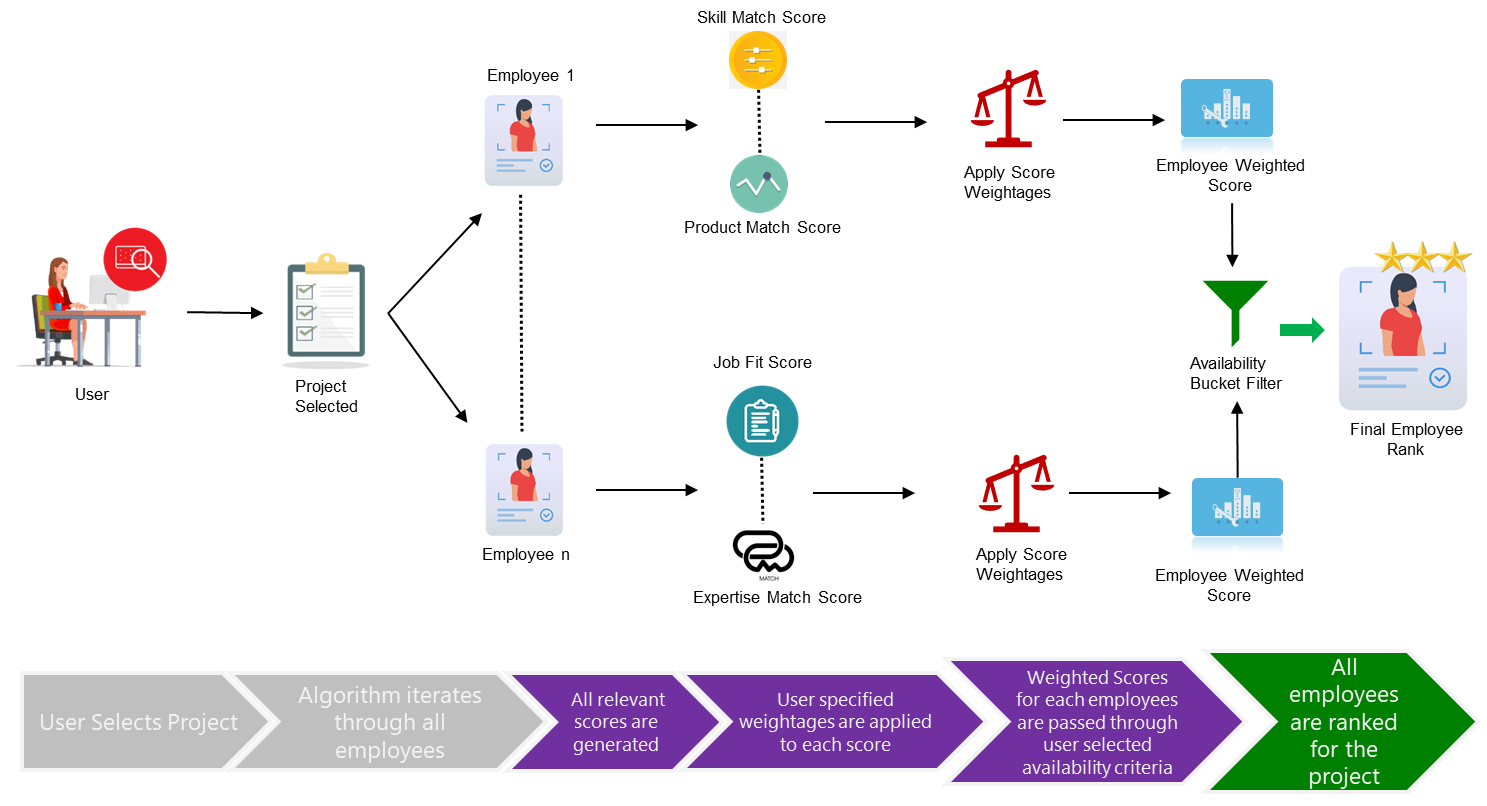 Skill Match Score
Employee 1
Product Match Score
Apply Score
Weightages
Employee Weighted
Score
User
Project
Selected
Job Fit Score
Availability
Bucket Filter
Final Employee
Rank
Employee n
MATCH
Expertise Match Score
Apply Score
Weightages
Employee Weighted
Score
User Selects Project
Algorithm iterates
through all
employees
All relevant
scores are
generated
User specified
weightages are applied
to each score
Weighted Scores
for each employees
are passed through
user selected
availability criteria
All
employees
are ranked
for the
project